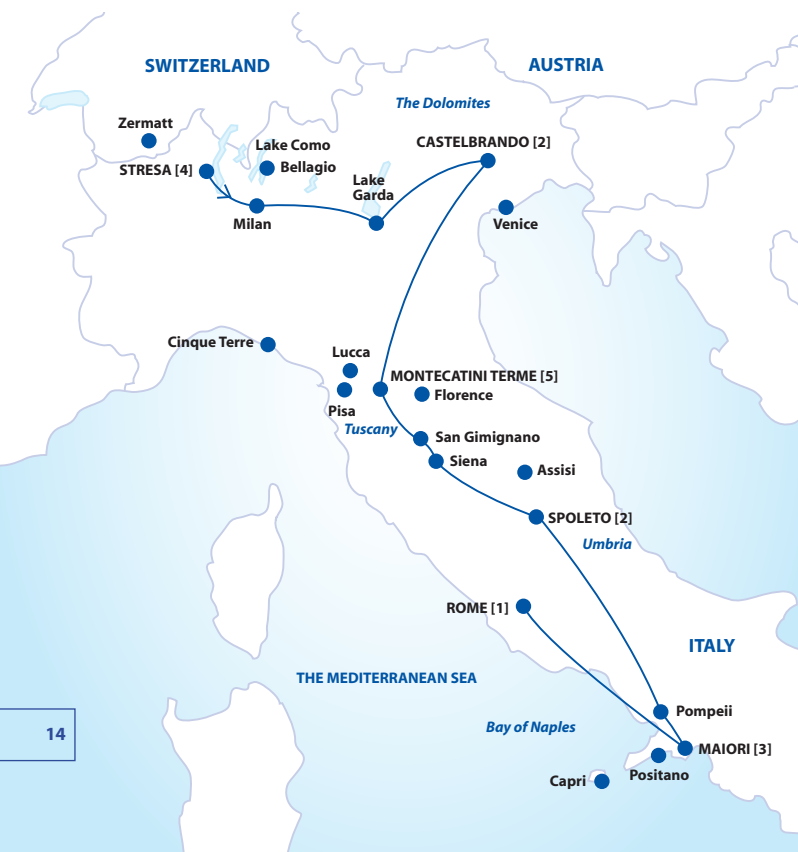 SWITZERLAND
AUSTRIA
The Dolomites
Zermatt
CASTELBRANDO [2]
Lake Como
STRESA [4]
Bellagio
Lake
Garda
Milan
Venice
Cinque Terre
Lucca
MONTECATINI TERME [5]
Florence
Pisa
Tuscany
San Gimignano
Siena
Assisi
SPOLETO [2]
Umbria
ROME [1]
ITALY
THE MEDITERRANEAN SEA
Pompeii
Bay of Naples
14
MAIORI [3]
Positano
Capri